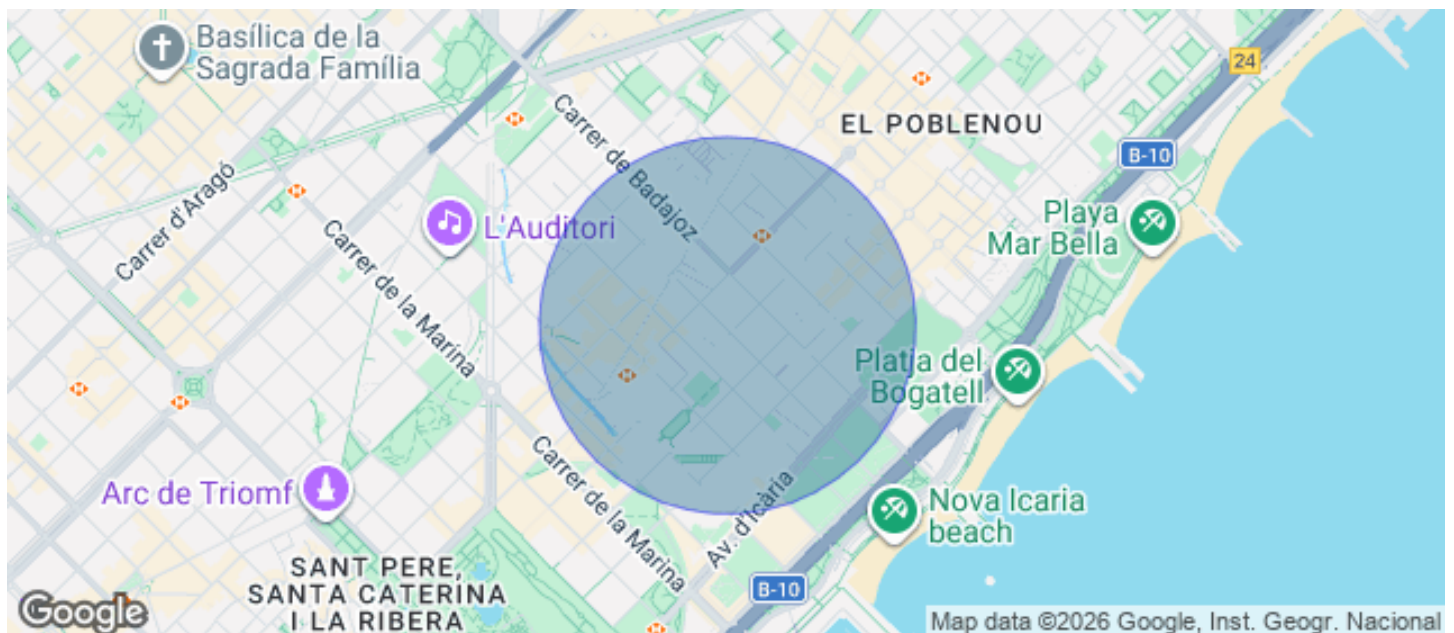 Basílica de la
Sagrada Família
24
Carrer de Badajoz
EL POBLENOU
B-10
Carrer d'Aragó
L'Auditori
Playa
Mar Bella
Carrer de la Marina
Platja del
Bogatell
Arc de Triomf
Carrer de la Marina
Av. d'Icària
Nova Icaria
beach
SANT PERE,
SANTA CATERINA
I LA RIBERA
B-10
Google
Map data ©2026 Google, Inst. Geogr. Nacional